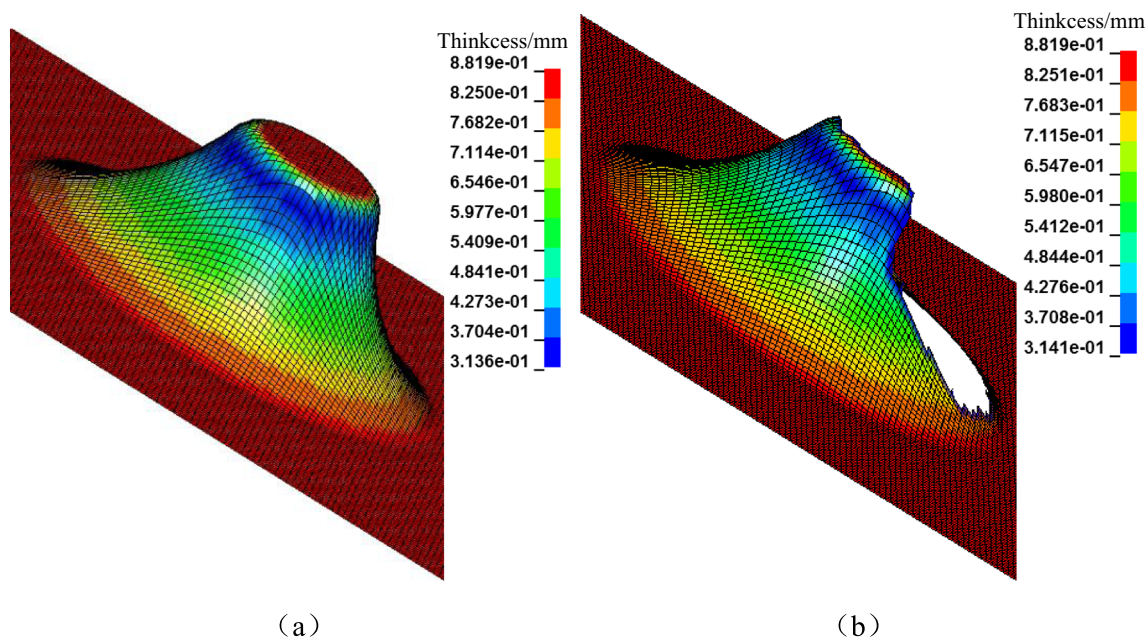 Thinkcess/mm
8.819e-01
8.250e-01
7.682e-01
7.114e-01
6.546e-01
5.977e-01
5.409e-01
4.841e-01
4.273e-01
3.704e-01
3.136e-01
Thinkcess/mm
8.819e-01
8.251e-01
7.683e-01
7.115e-01
6.547e-01
5.980e-01
5.412e-01
4.844e-01
4.276e-01
3.708e-01
3.141e-01
（a）
（b）